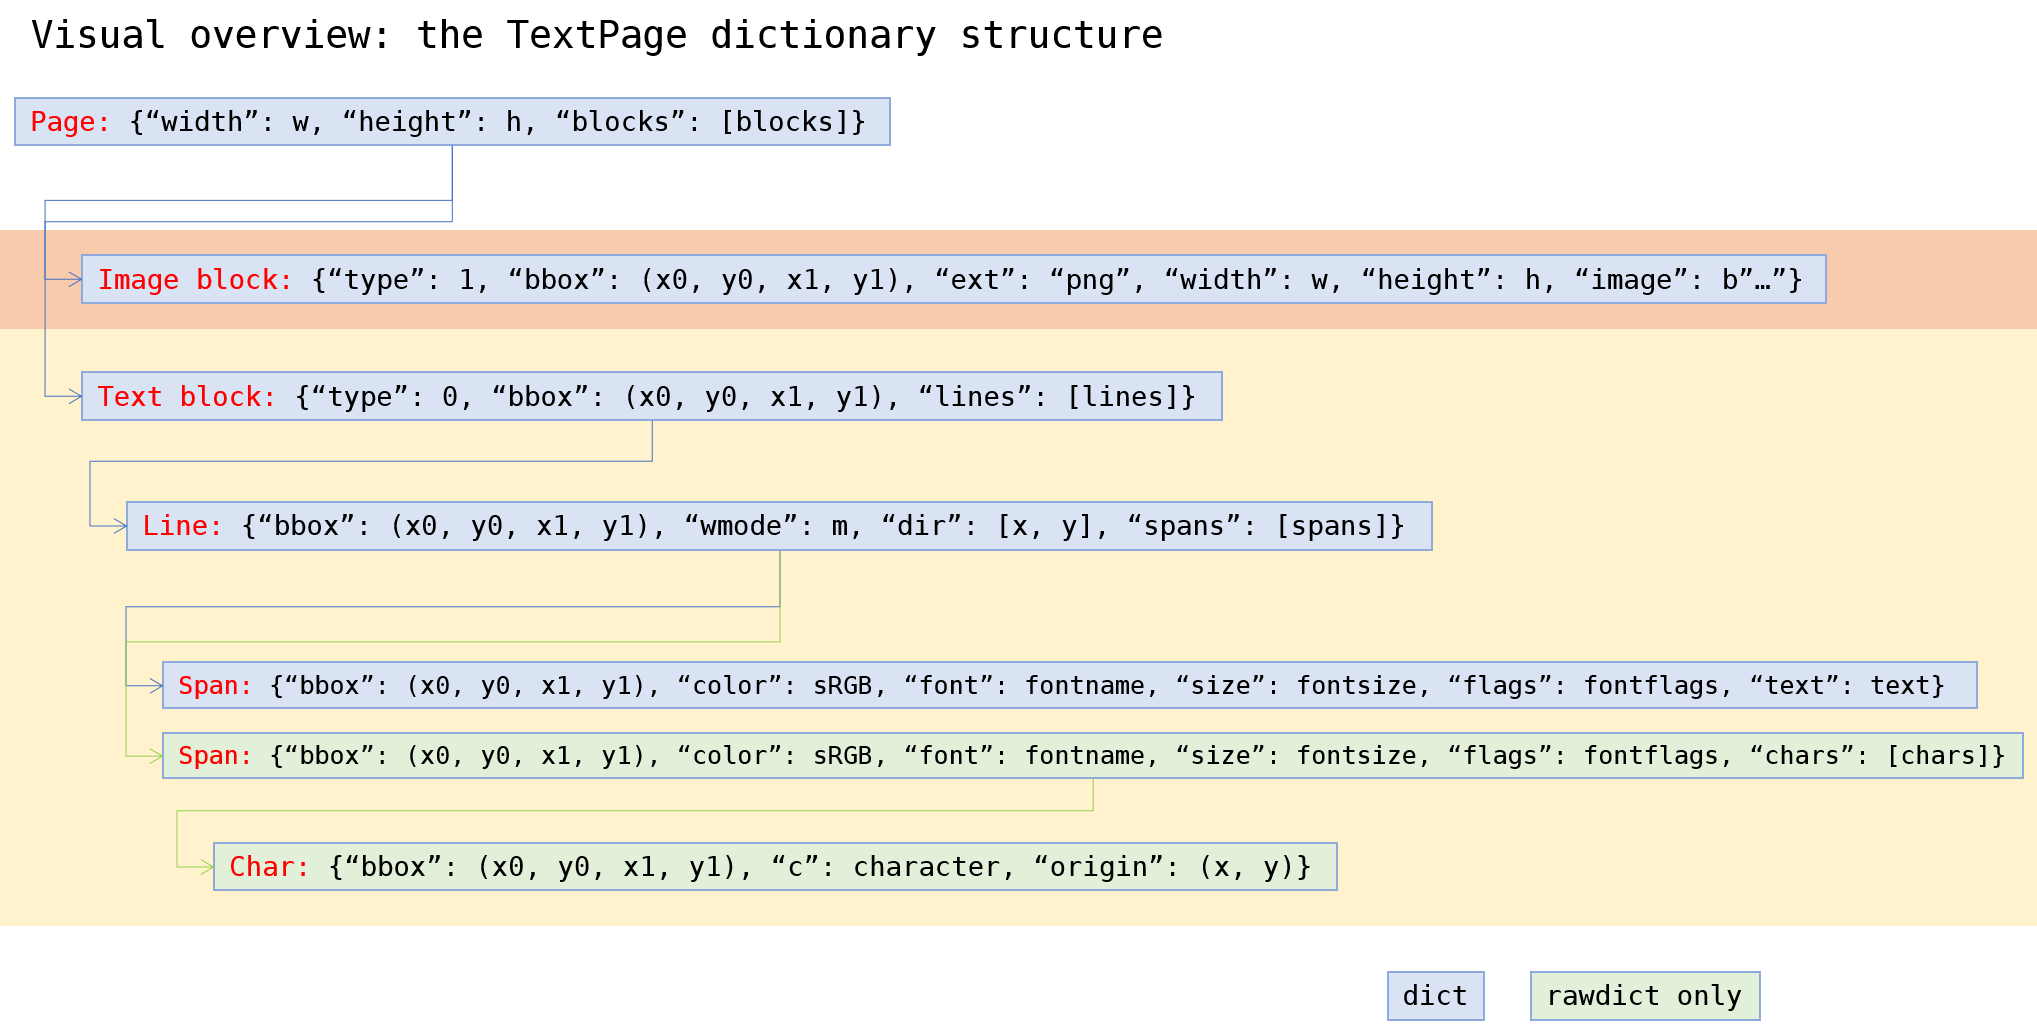 Visual overview: the TextPage dictionary structure
Page: {“width”: w, “height”: h, “blocks”: [blocks]}
Image block: {“type”: 1, “bbox”: (x0, y0, x1, y1), “ext”: “png”, “width”: w, “height”: h, “image”: b”…”}
Text block: {“type”: 0, “bbox”: (x0, y0, x1, y1), “lines”: [lines]}
Line: {“bbox”: (x0, y0, x1, y1), “wmode”: m, “dir”: [x, y], “spans”: [spans]}
Span: {“bbox”: (x0, y0, x1, y1), “color”: sRGB, “font”: fontname, “size”: fontsize, “flags”: fontflags, “text”: text}
Span: {“bbox”: (x0, y0, x1, y1), “color”: sRGB, “font”: fontname, “size”: fontsize, “flags”: fontflags, “chars”: [chars]}
Char: {“bbox”: (x0, y0, x1, y1), “c”: character, “origin”: (x, y)}
dict
rawdict only